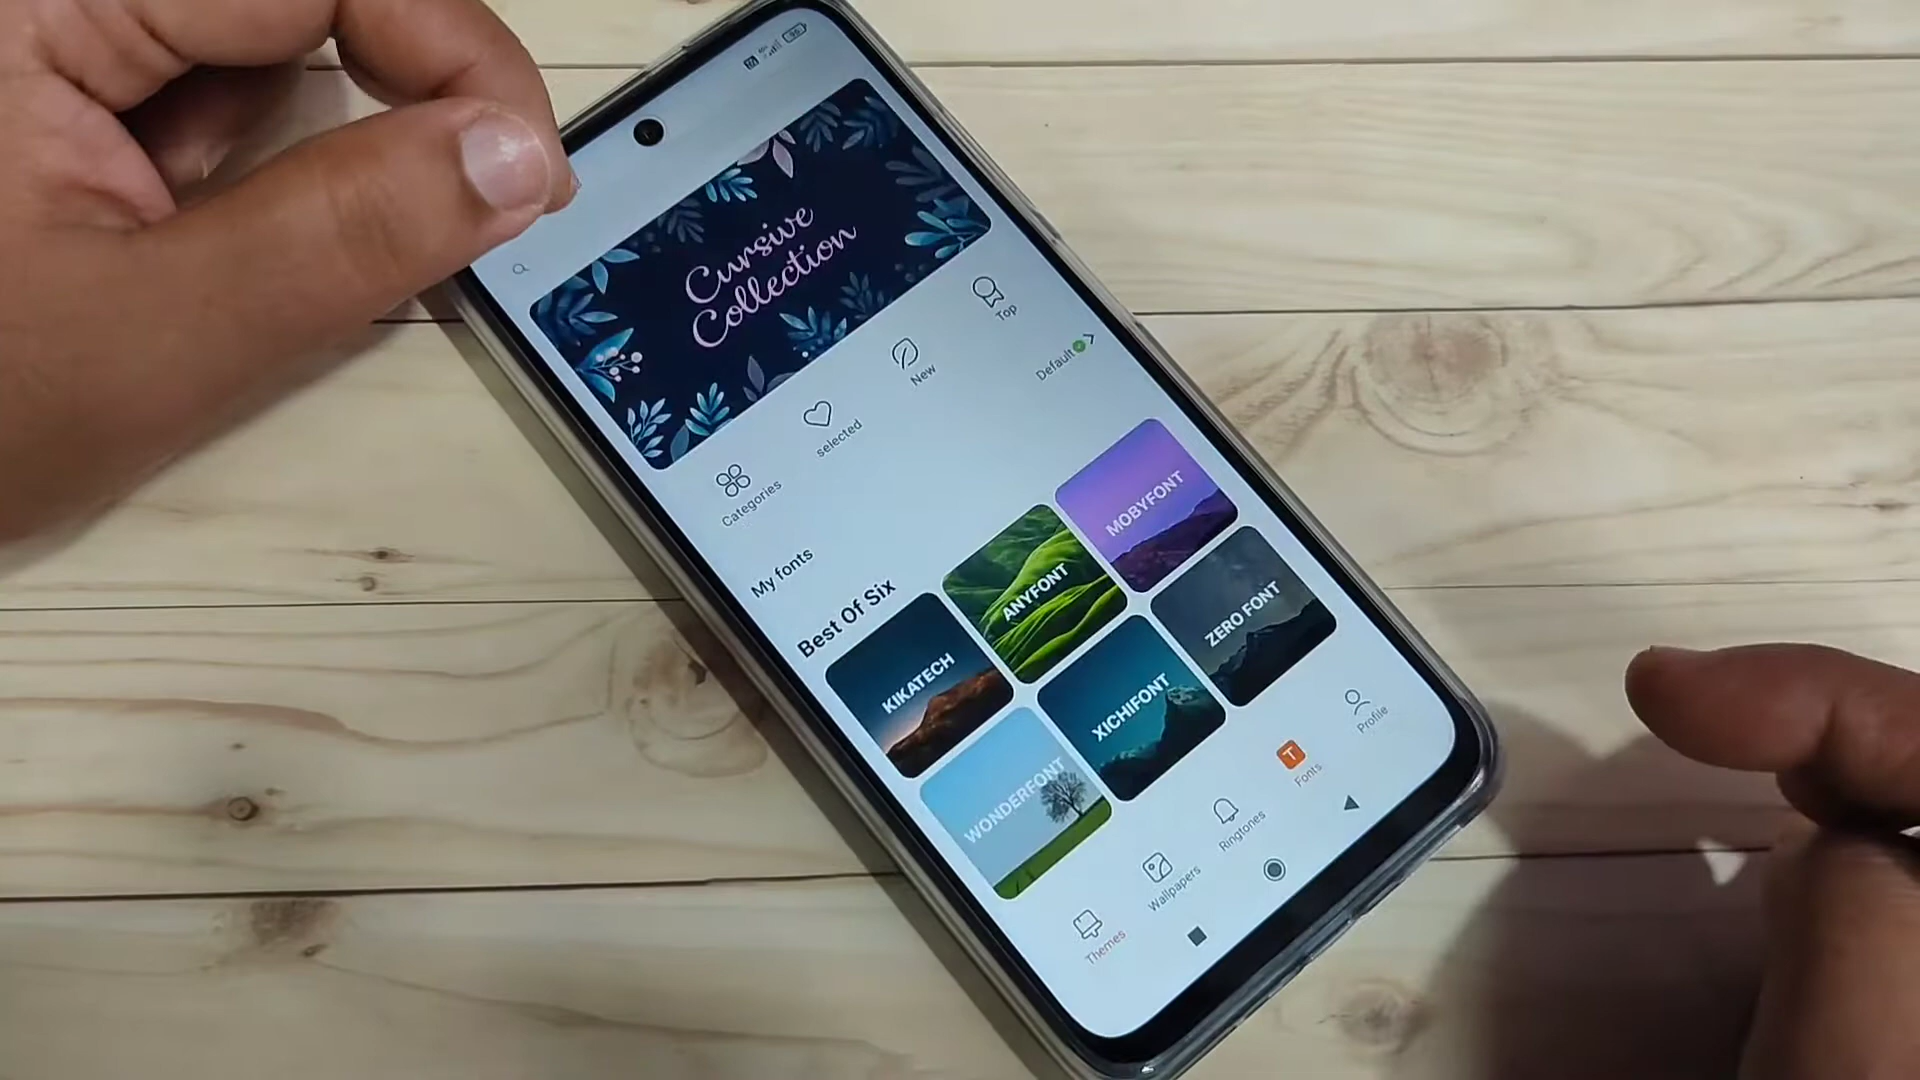 Cursive
Collection
Categories
selected
New
Top
My fonts
Default
Best Of Six
KIKATECH
ANYFONT
MOBYFONT
WONDERFONT
XICHIFONT
ZERO FONT
Themes
Wallpapers
Ringtones
T
Fonts
Profile